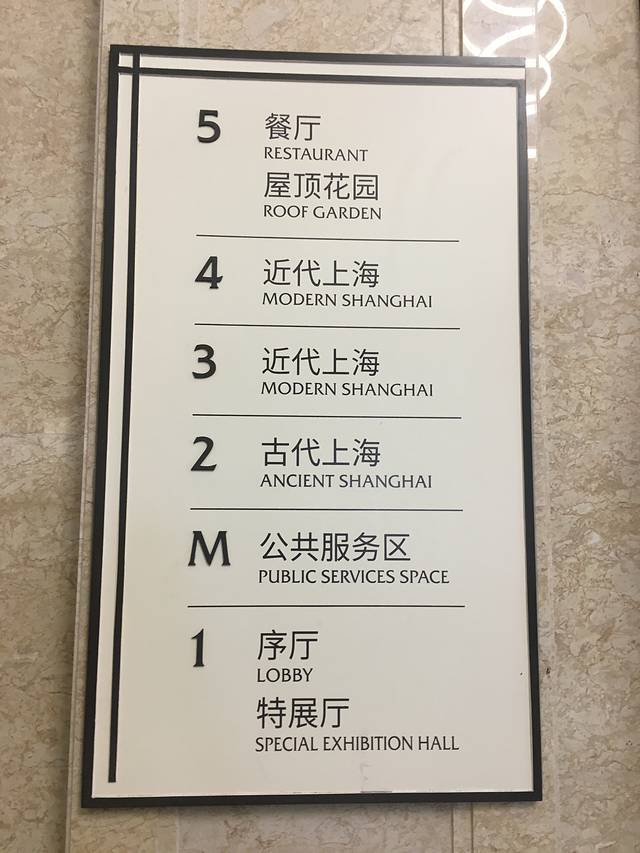 5 餐厅
RESTAURANT
屋顶花园
ROOF GARDEN
4 近代上海
MODERN SHANGHAI
3 近代上海
MODERN SHANGHAI
2 古代上海
ANCIENT SHANGHAI
M 公共服务区
PUBLIC SERVICES SPACE
1 序厅
LOBBY
特展厅
SPECIAL EXHIBITION HALL